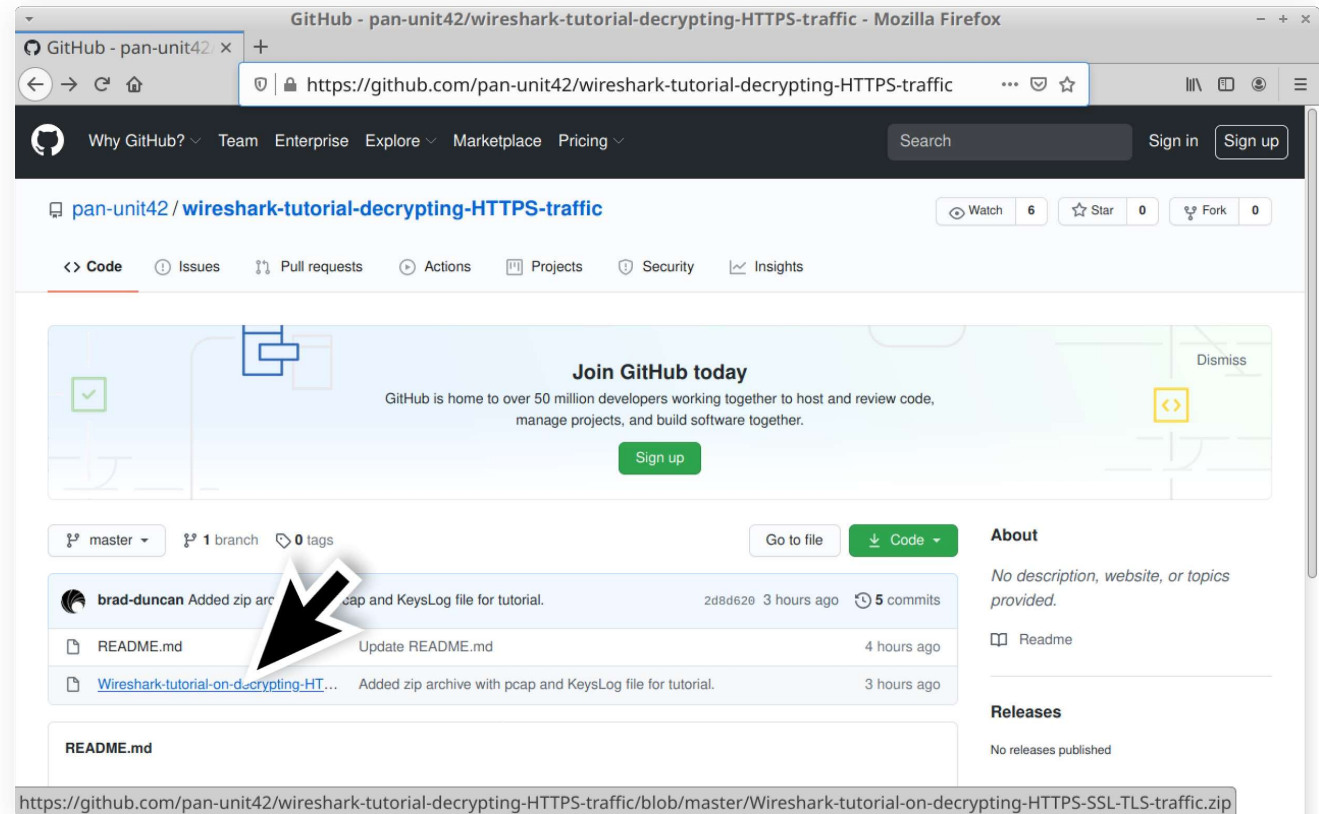 GitHub - pan-unit42/wireshark-tutorial-decrypting-HTTPS-traffic - Mozilla Firefox
GitHub - pan-unit42/
https://github.com/pan-unit42/wireshark-tutorial-decrypting-HTTPS-traffic
Why GitHub? Team Enterprise Explore Marketplace Pricing Search Sign in Sign up
pan-unit42 / wireshark-tutorial-decrypting-HTTPS-traffic Watch 6 Star 0 Fork 0
Code Issues Pull requests Actions Projects Security Insights
Join GitHub today
Dismiss
GitHub is home to over 50 million developers working together to host and review code,
manage projects, and build software together.
Sign up
master 1 branch 0 tags Go to file Code
About
No description, website, or topics
provided.
Readme
brad-duncan Added zip cap and KeysLog file for tutorial. 2d8d620 3 hours ago 5 commits
README.md Update README.md 4 hours ago
Wireshark-tutorial-on-decrypting-HT... Added zip archive with pcap and KeysLog file for tutorial. 3 hours ago
Releases
No releases published
README.md
https://github.com/pan-unit42/wireshark-tutorial-decrypting-HTTPS-traffic/blob/master/Wireshark-tutorial-on-decrypting-HTTPS-SSL-TLS-traffic.zip